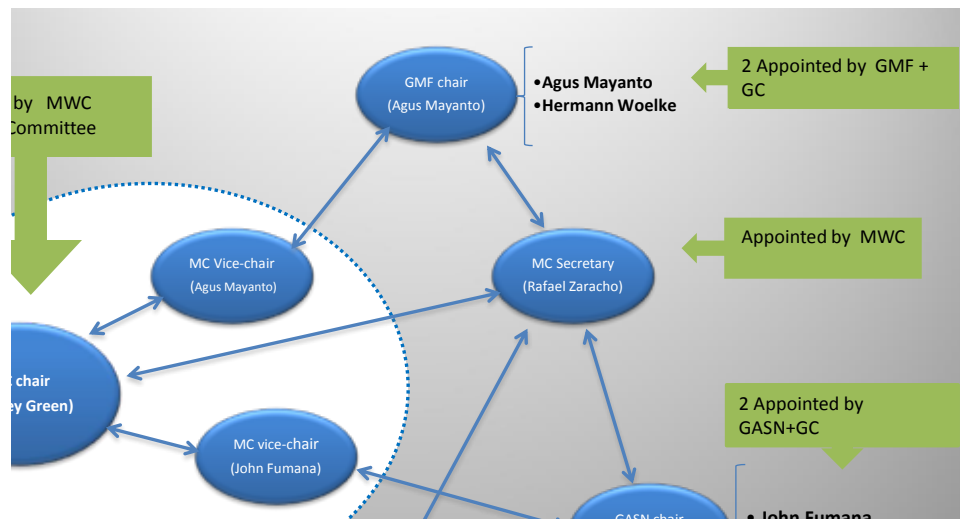 GMF chair
(Agus Mayanto)
•Agus Mayanto
•Hermann Woelke
2 Appointed by GMF +
GC
by MWC
Committee
MC Vice-chair
(Agus Mayanto)
MC Secretary
(Rafael Zaracho)
Appointed by MWC
chair
Green)
MC vice-chair
(John Fumana)
2 Appointed by
GASN+GC
GASN chair
• John Fumana